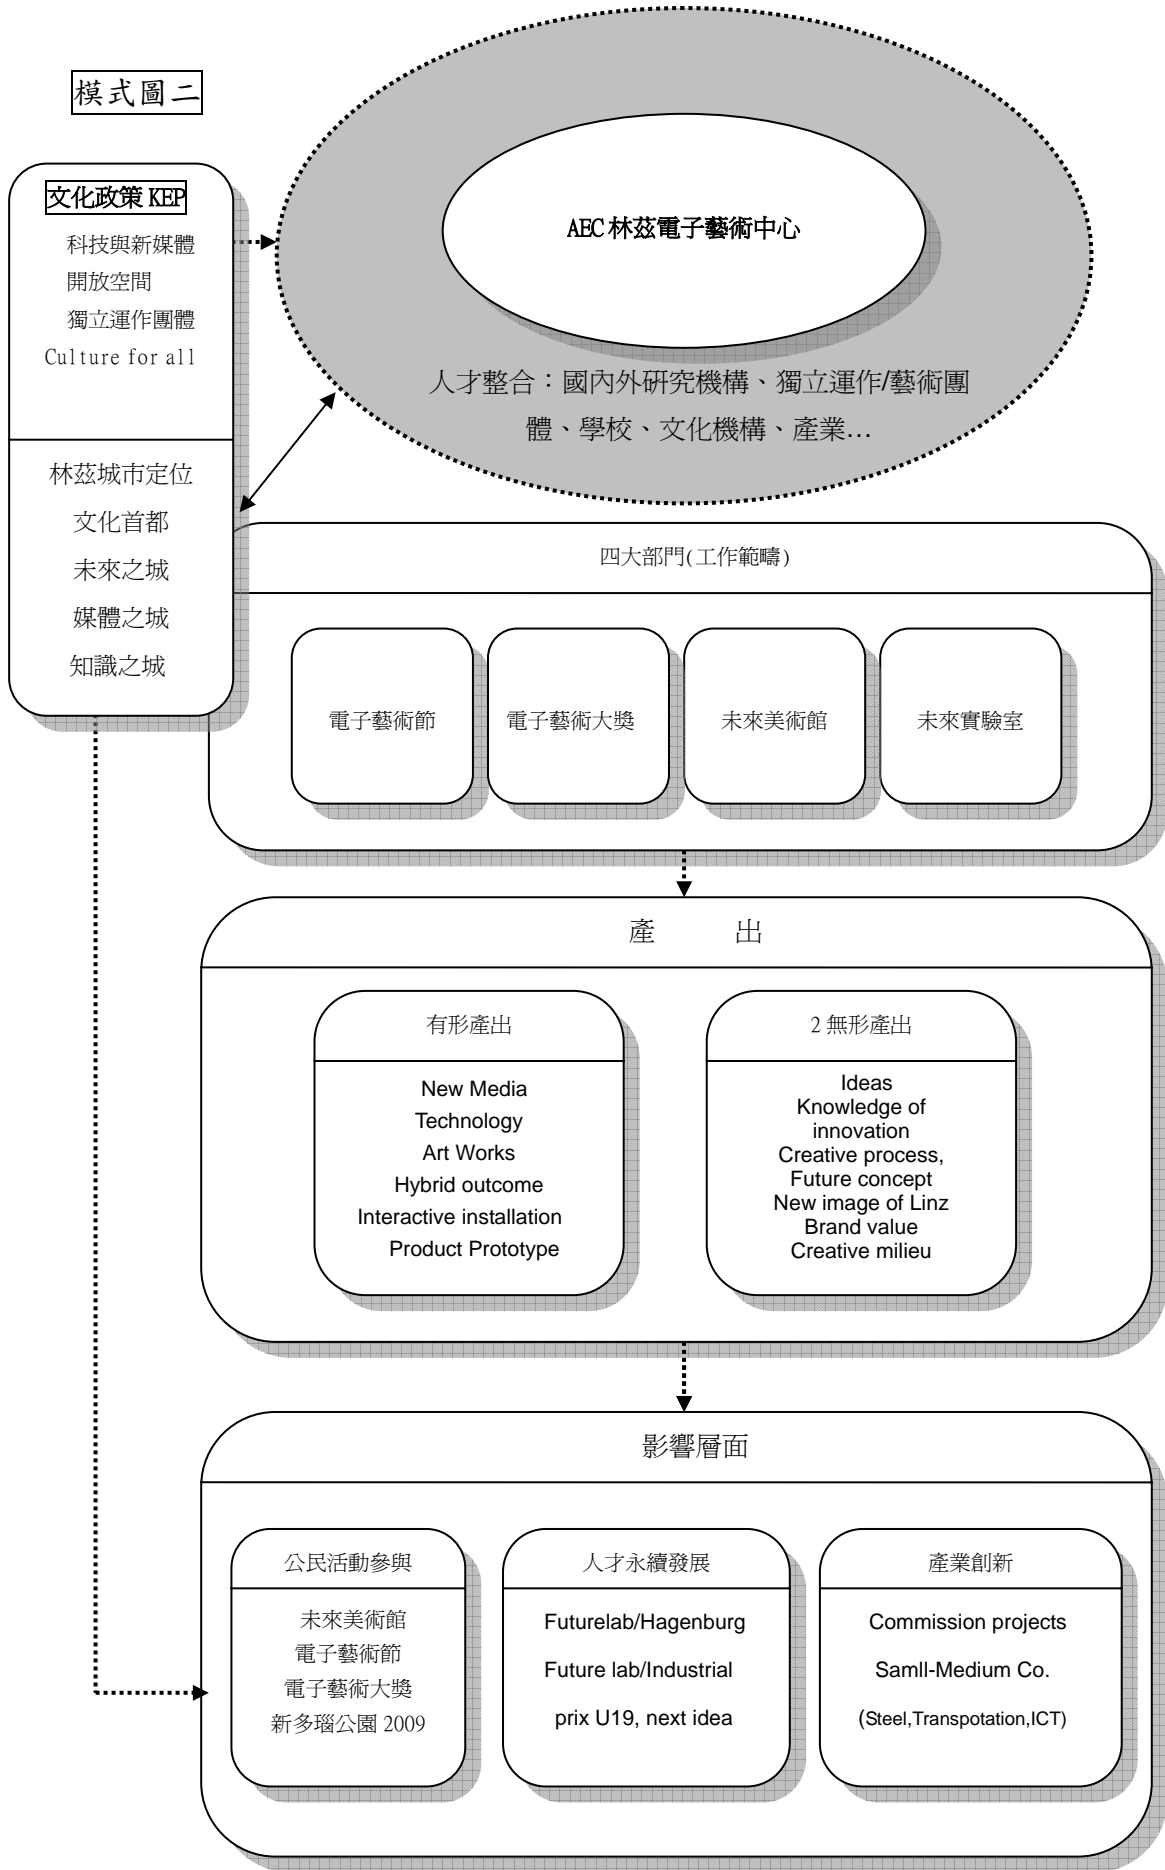 模式圖二
文化政策 KEP
科技與新媒體
開放空間
獨立運作團體
Culture for all
林茲城市定位
文化首都
未來之城
媒體之城
知識之城
AEC 林茲電子藝術中心
人才整合：國內外研究機構、獨立運作/藝術團
體、學校、文化機構、產業…
四大部門(工作範疇)
電子藝術節
電子藝術大獎
未來美術館
未來實驗室
產 出
有形產出
New Media
Technology
Art Works
Hybrid outcome
Interactive installation
Product Prototype
2 無形產出
Ideas
Knowledge of
innovation
Creative process,
Future concept
New image of Linz
Brand value
Creative milieu
影響層面
公民活動參與
未來美術館
電子藝術節
電子藝術大獎
新多瑙公園 2009
人才永續發展
Futurelab/Hagenburg
Future lab/Industrial
prix U19, next idea
產業創新
Commission projects
Samll-Medium Co.
(Steel,Transpotation,ICT)